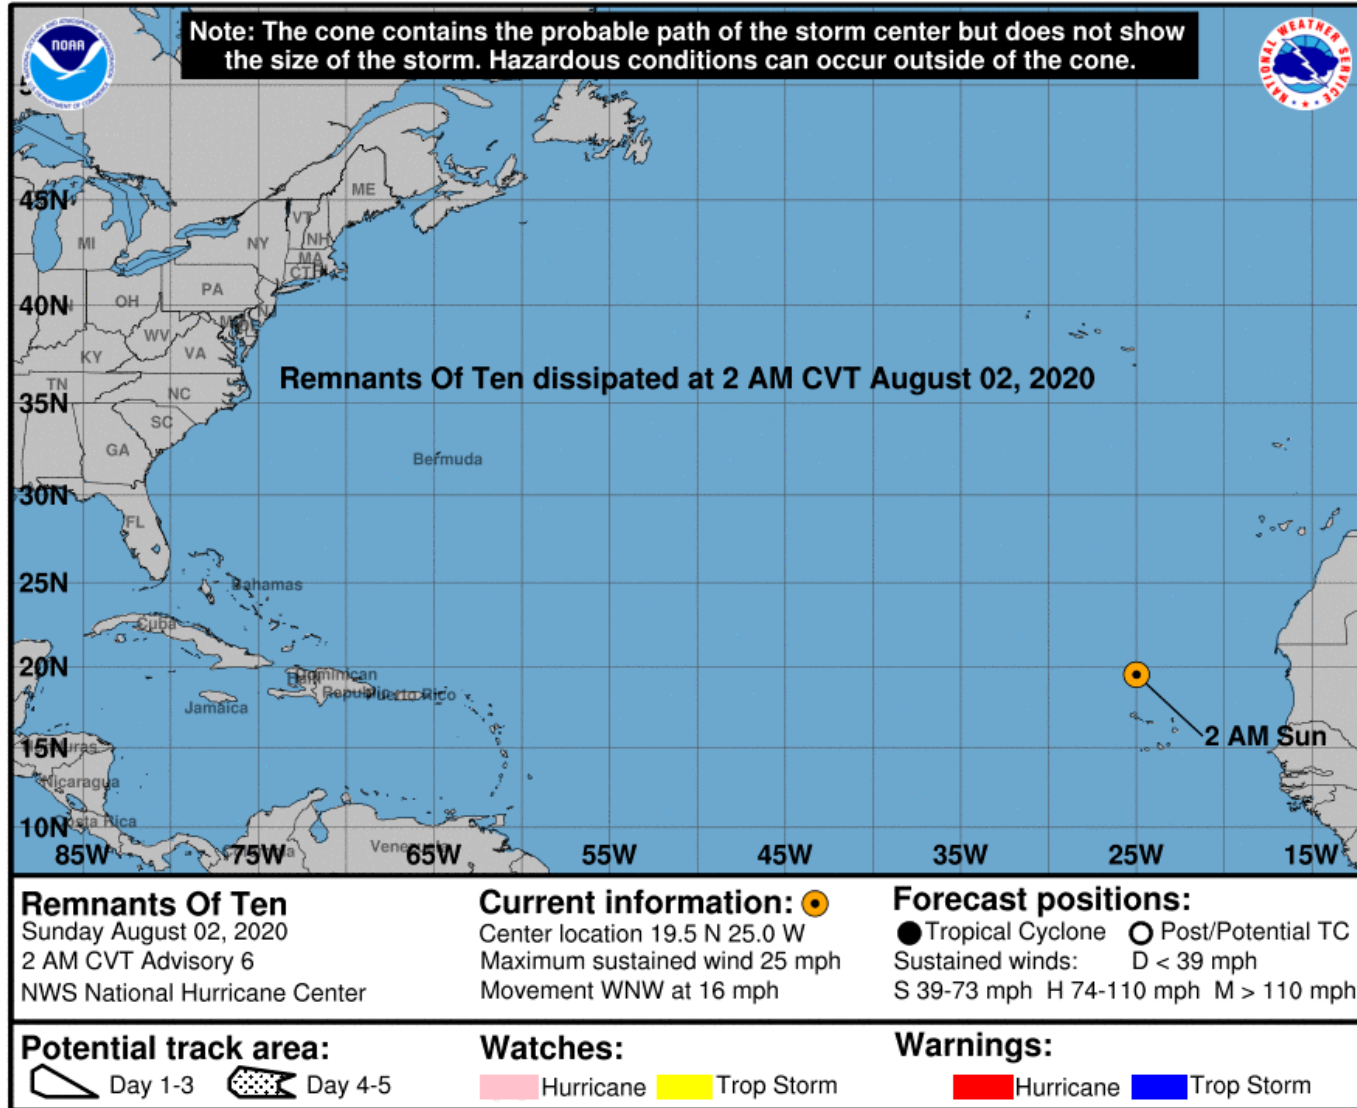 Note: The cone contains the probable path of the storm center but does not show
the size of the storm. Hazardous conditions can occur outside of the cone.
NOAA
NATIONAL WEATHER SERVICE
45N
40N
35N
30N
25N
20N
15N
10N
85W
75W
65W
55W
45W
35W
25W
15W
ME
VT
NH
MA
CT
NY
MI
PA
OH
WV
VA
KY
TN
NC
SC
GA
FL
Remnants Of Ten dissipated at 2 AM CVT August 02, 2020
Bermuda
Bahamas
Cuba
Dominican
Republic
Haiti
Puerto Rico
Jamaica
Honduras
Nicaragua
Costa Rica
Venezuela
2 AM Sun
Remnants Of Ten
Sunday August 02, 2020
2 AM CVT Advisory 6
NWS National Hurricane Center
Current information:
Center location 19.5 N 25.0 W
Maximum sustained wind 25 mph
Movement WNW at 16 mph
Forecast positions:
Tropical Cyclone Post/Potential TC
Sustained winds: D < 39 mph
S 39-73 mph H 74-110 mph M > 110 mph
Potential track area:
Day 1-3 Day 4-5
Watches:
Hurricane Trop Storm
Warnings:
Hurricane Trop Storm